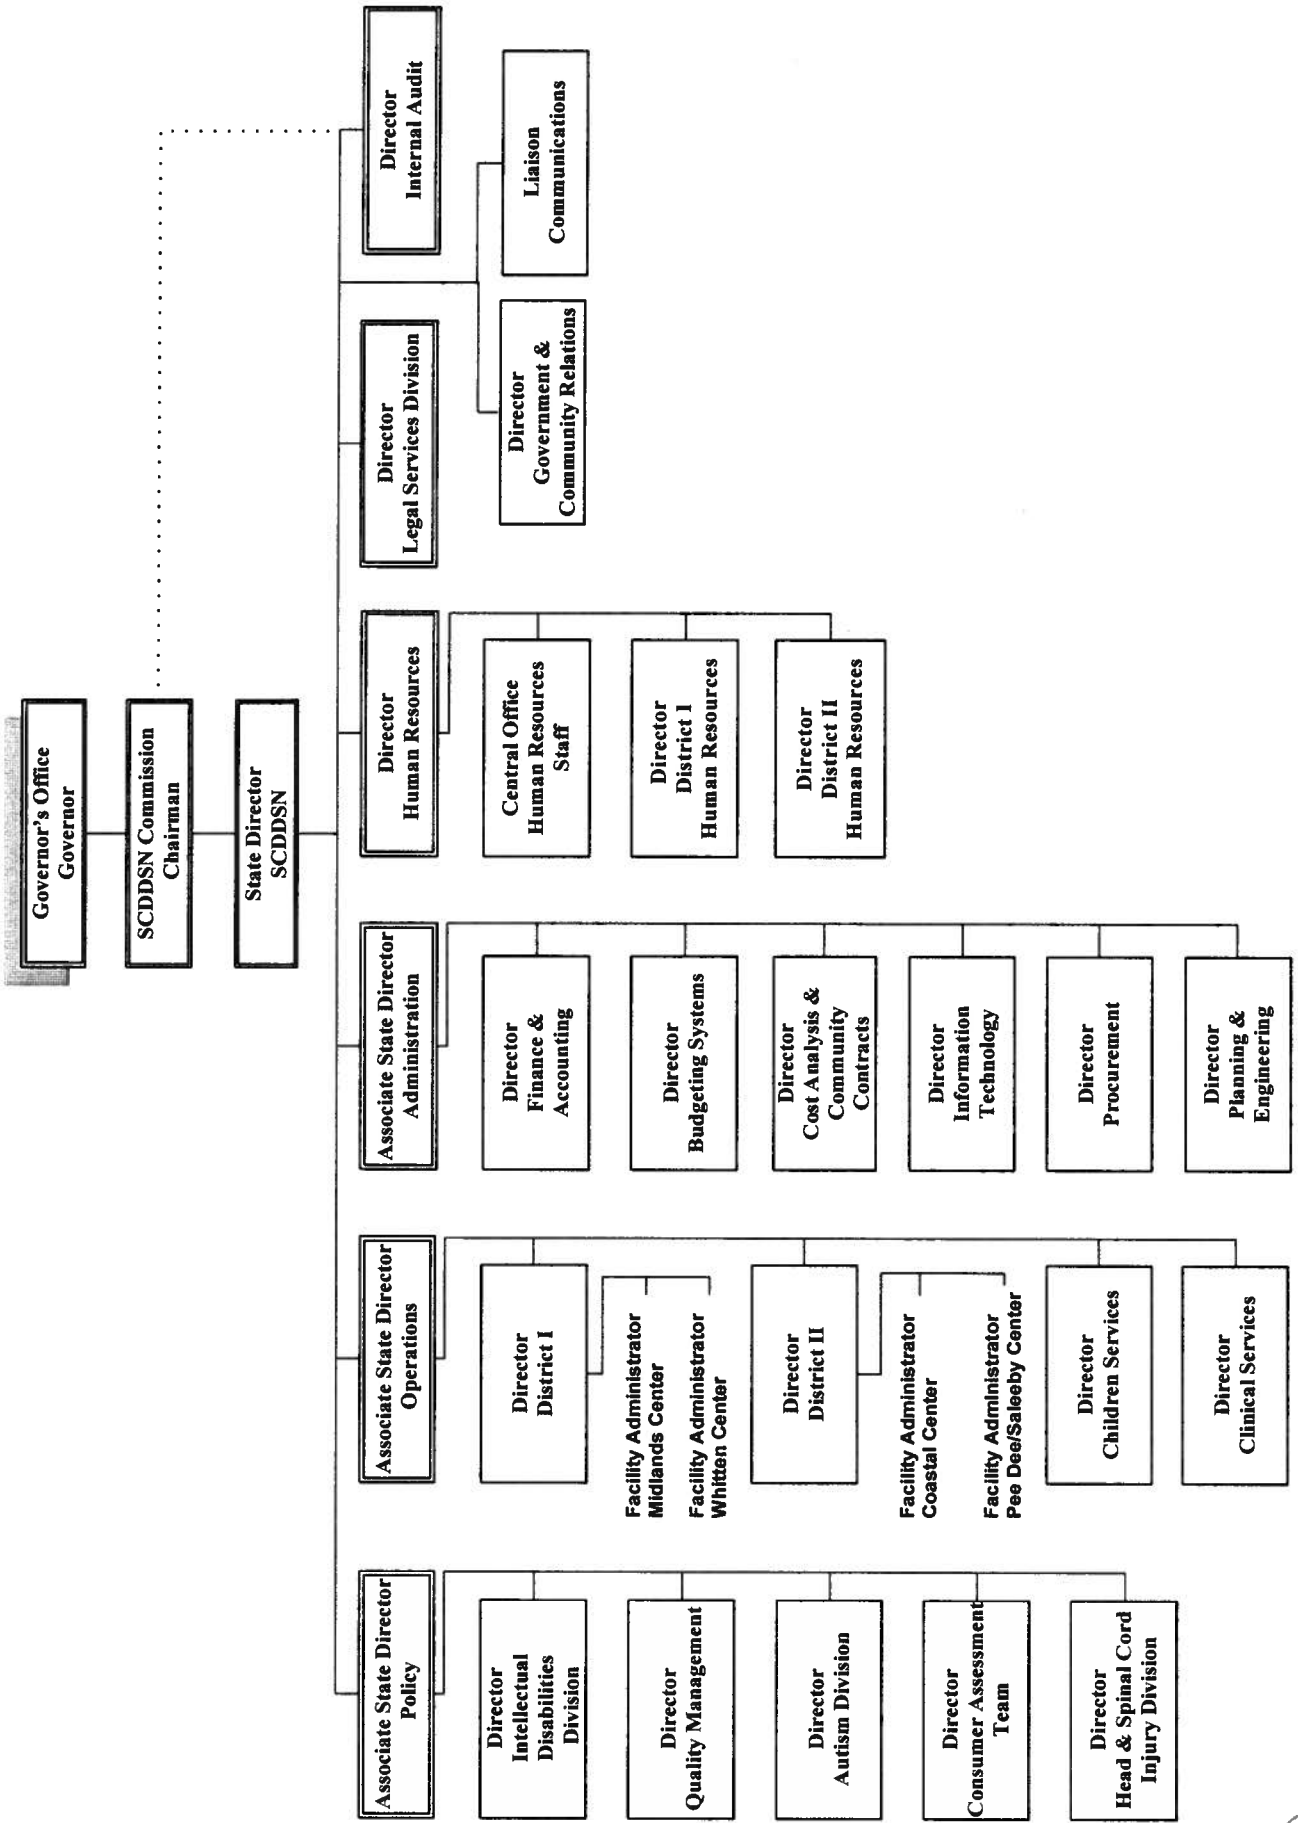 Governor's Office
Governor
SCDDSN Commission
Chairman
State Director
SCDDSN
Associate State Director
Policy
Director
Intellectual
Disabilities
Division
Director
Quality Management
Director
Autism Division
Director
Consumer Assessment
Team
Director
Head & Spinal Cord
Injury Division
Associate State Director
Operations
Director
District I
Facility Administrator
Midlands Center
Facility Administrator
Whitten Center
Director
District II
Facility Administrator
Coastal Center
Facility Administrator
Pee Dee/Saleeby Center
Director
Children Services
Director
Clinical Services
Associate State Director
Administration
Director
Finance &
Accounting
Director
Budgeting Systems
Director
Cost Analysis &
Community
Contracts
Director
Information
Technology
Director
Procurement
Director
Planning &
Engineering
Director
Human Resources
Central Office
Human Resources
Staff
Director
District I
Human Resources
Director
District II
Human Resources
Director
Legal Services Division
Director
Government &
Community Relations
Liaison
Communications
Director
Internal Audit